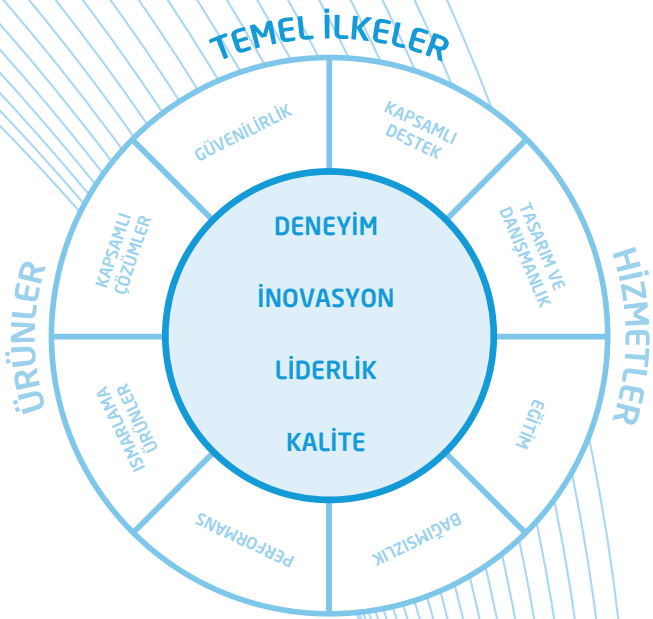 TEMEL İLKELER
GÜVENİLİRLİK
KAPSAMLI
DESTEK
TASARIM VE
DANIŞMANLIK
EĞİTİM
BAĞIMSIZLIK
PERFORMANS
ISMARLAMA
ÜRÜNLER
KAPSAMLI
ÇÖZÜMLER
ÜRÜNLER
HİZMETLER
DENEYİM
İNOVASYON
LİDERLİK
KALİTE